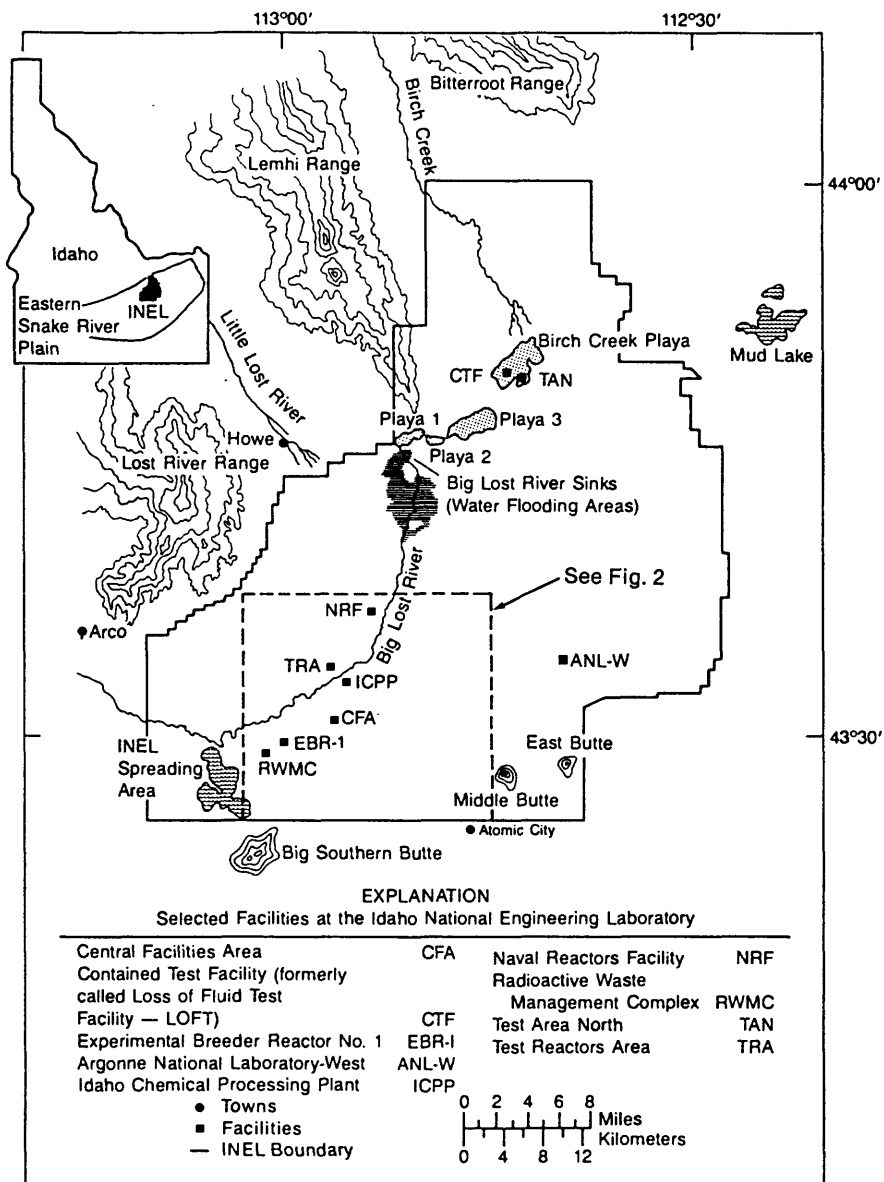 113°00'
112°30'
Bitterroot Range
Birch Creek
Lemhi Range
44°00'
Idaho
Eastern
Snake River
Plain
INEL
Little Lost River
Birch Creek Playa
CTF
TAN
Mud Lake
Playa 1
Playa 3
Howe
Playa 2
Lost River Range
Big Lost River Sinks
(Water Flooding Areas)
See Fig. 2
NRF
Big Lost River
Arco
TRA
ICPP
ANL-W
CFA
INEL
Spreading
Area
EBR-1
43°30'
RWMC
East Butte
Middle Butte
Atomic City
Big Southern Butte
EXPLANATION
Selected Facilities at the Idaho National Engineering Laboratory
Central Facilities Area CFA
Contained Test Facility (formerly
called Loss of Fluid Test
Facility — LOFT) CTF
Experimental Breeder Reactor No. 1 EBR-I
Argonne National Laboratory-West ANL-W
Idaho Chemical Processing Plant ICPP
Naval Reactors Facility NRF
Radioactive Waste
Management Complex RWMC
Test Area North TAN
Test Reactors Area TRA
Towns
Facilities
INEL Boundary
0 2 4 6 8
Miles
Kilometers
0 4 8 12